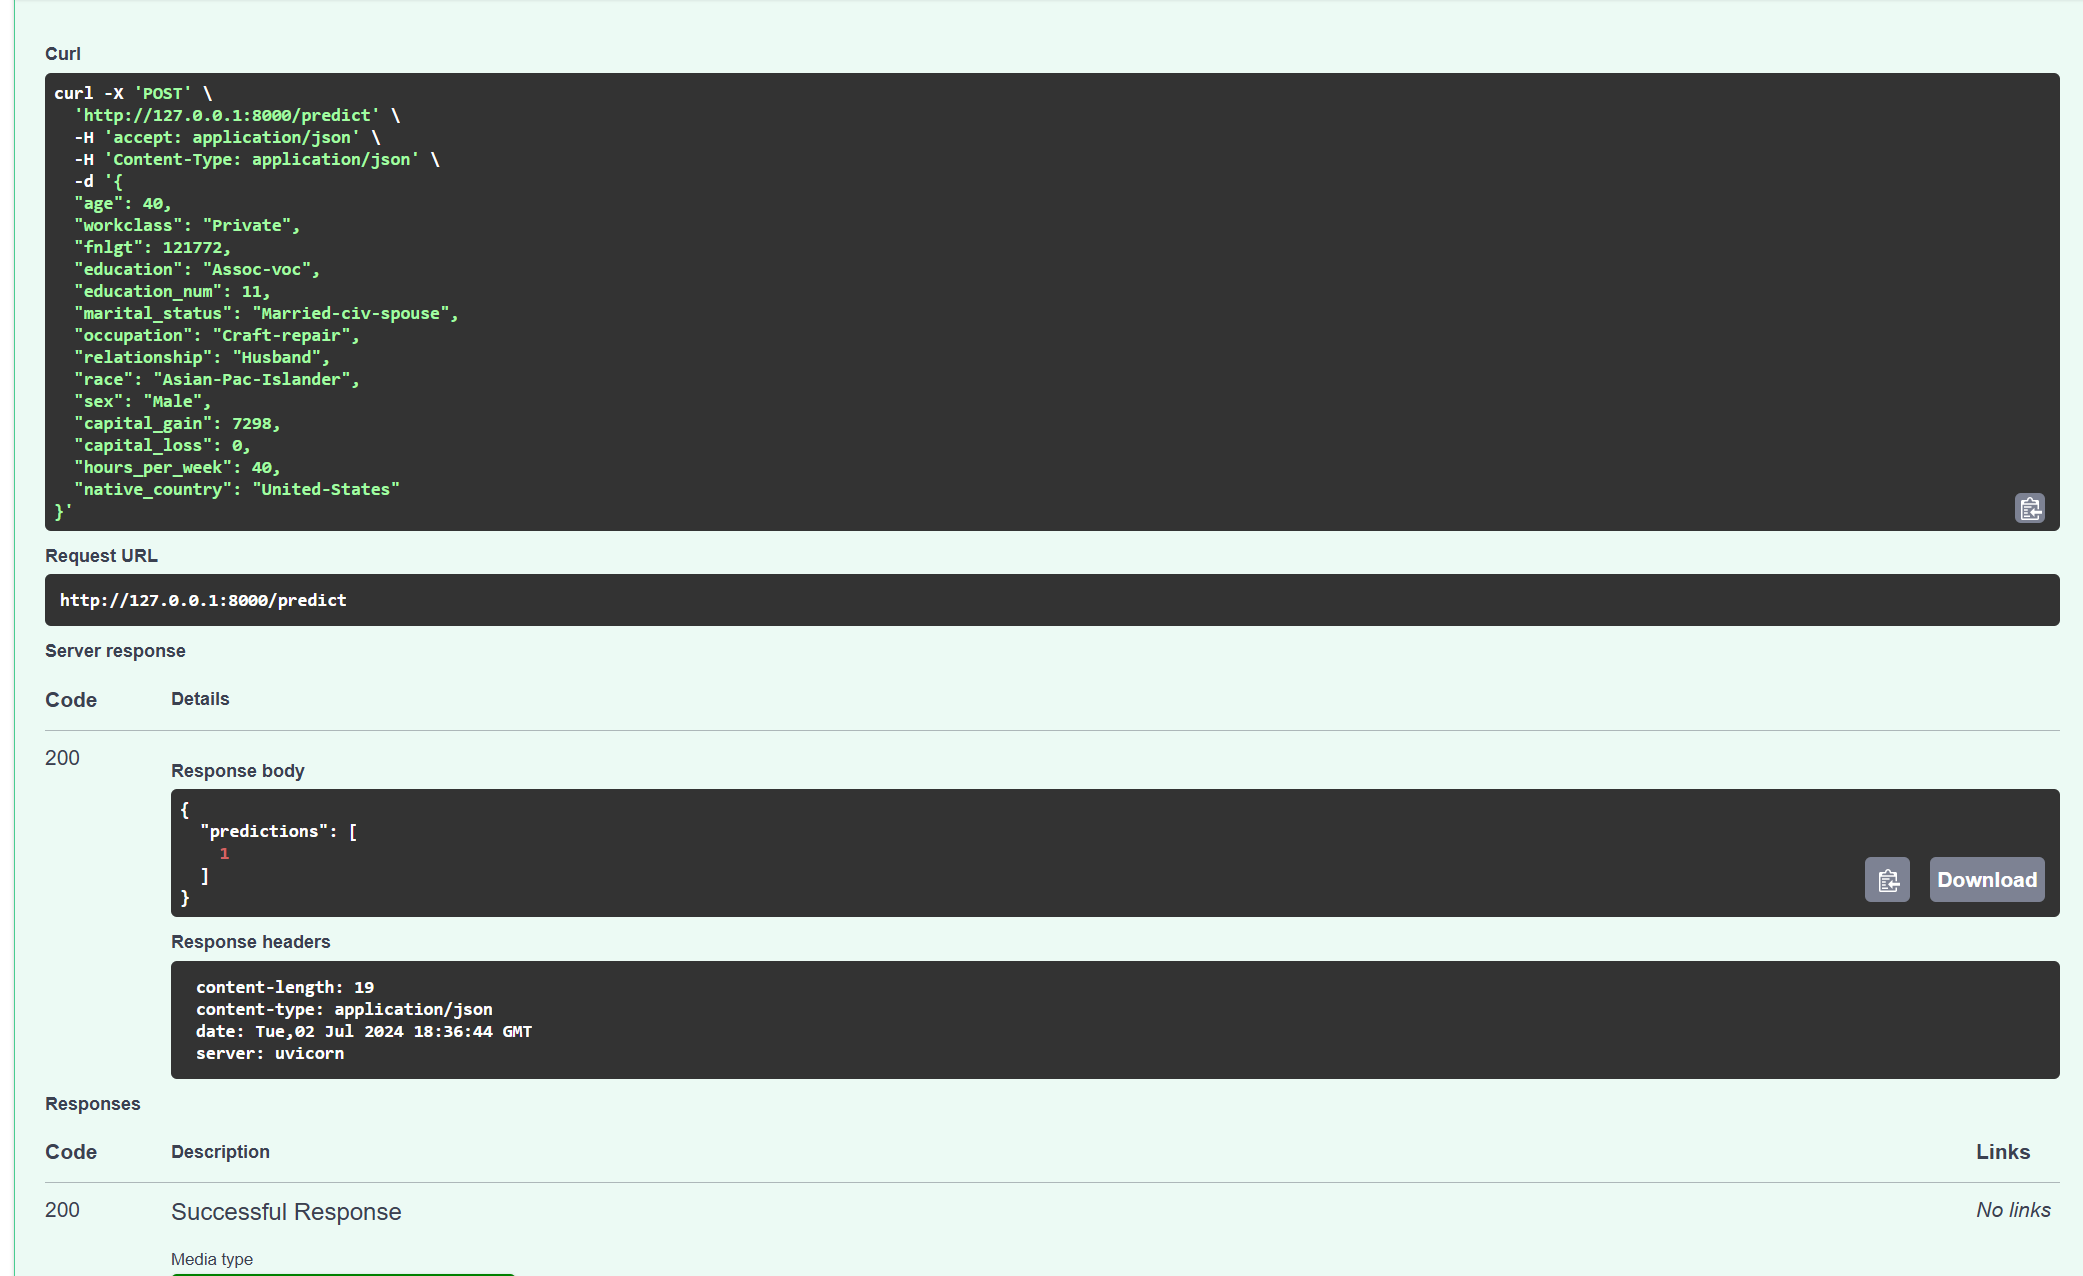 Curl
curl -X 'POST' \
  'http://127.0.0.1:8000/predict' \
  -H 'accept: application/json' \
  -H 'Content-Type: application/json' \
  -d '{
  "age": 40,
  "workclass": "Private",
  "fnlgt": 121772,
  "education": "Assoc-voc",
  "education_num": 11,
  "marital_status": "Married-civ-spouse",
  "occupation": "Craft-repair",
  "relationship": "Husband",
  "race": "Asian-Pac-Islander",
  "sex": "Male",
  "capital_gain": 7298,
  "capital_loss": 0,
  "hours_per_week": 40,
  "native_country": "United-States"
}'
Request URL
http://127.0.0.1:8000/predict
Server response
Code Details
200
Response body
{
  "predictions": [
    1
  ]
}
Download
Response headers
content-length: 19
content-type: application/json
date: Tue,02 Jul 2024 18:36:44 GMT
server: uvicorn
Responses
Code Description Links
200 Successful Response No links
Media type